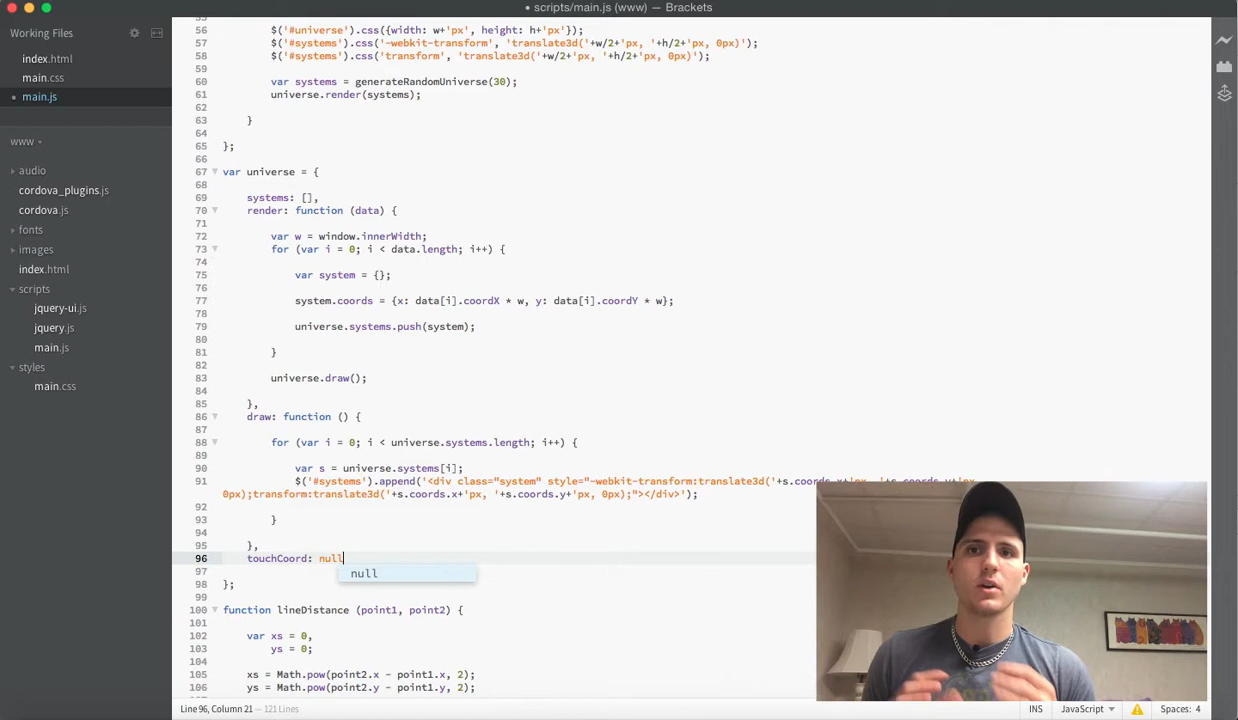 scripts/main.js (www) — Brackets
Working Files
index.html
main.css
main.js
www
audio
cordova_plugins.js
cordova.js
fonts
images
index.html
scripts
jquery-ui.js
jquery.js
main.js
styles
main.css
55
56 $('#universe').css({width: w+'px', height: h+'px'});
57 $('#systems').css('-webkit-transform', 'translate3d('+w/2+'px, '+h/2+'px, 0px)');
58 $('#systems').css('transform', 'translate3d('+w/2+'px, '+h/2+'px, 0px)');
59
60 var systems = generateRandomUniverse(30);
61 universe.render(systems);
62
63 }
64
65 };
66
67 var universe = {
68
69 systems: [],
70 render: function (data) {
71
72 var w = window.innerWidth;
73 for (var i = 0; i < data.length; i++) {
74
75 var system = {};
76
77 system.coords = {x: data[i].coordX * w, y: data[i].coordY * w};
78
79 universe.systems.push(system);
80
81 }
82
83 universe.draw();
84
85 },
86 draw: function () {
87
88 for (var i = 0; i < universe.systems.length; i++) {
89
90 var s = universe.systems[i];
91 $('#systems').append('<div class="system" style="-webkit-transform:translate3d('+s.coords.x+'px, '+s.coords.y+'px,
0px);transform:translate3d('+s.coords.x+'px, '+s.coords.y+'px, 0px);"></div>');
92
93 }
94
95 },
96 touchCoord: null
null
97
98 };
99
100 function lineDistance (point1, point2) {
101
102 var xs = 0,
103 ys = 0;
104
105 xs = Math.pow(point2.x - point1.x, 2);
106 ys = Math.pow(point2.y - point1.y, 2);
Line 96, Column 21 — 121 Lines
INS
JavaScript
Spaces: 4